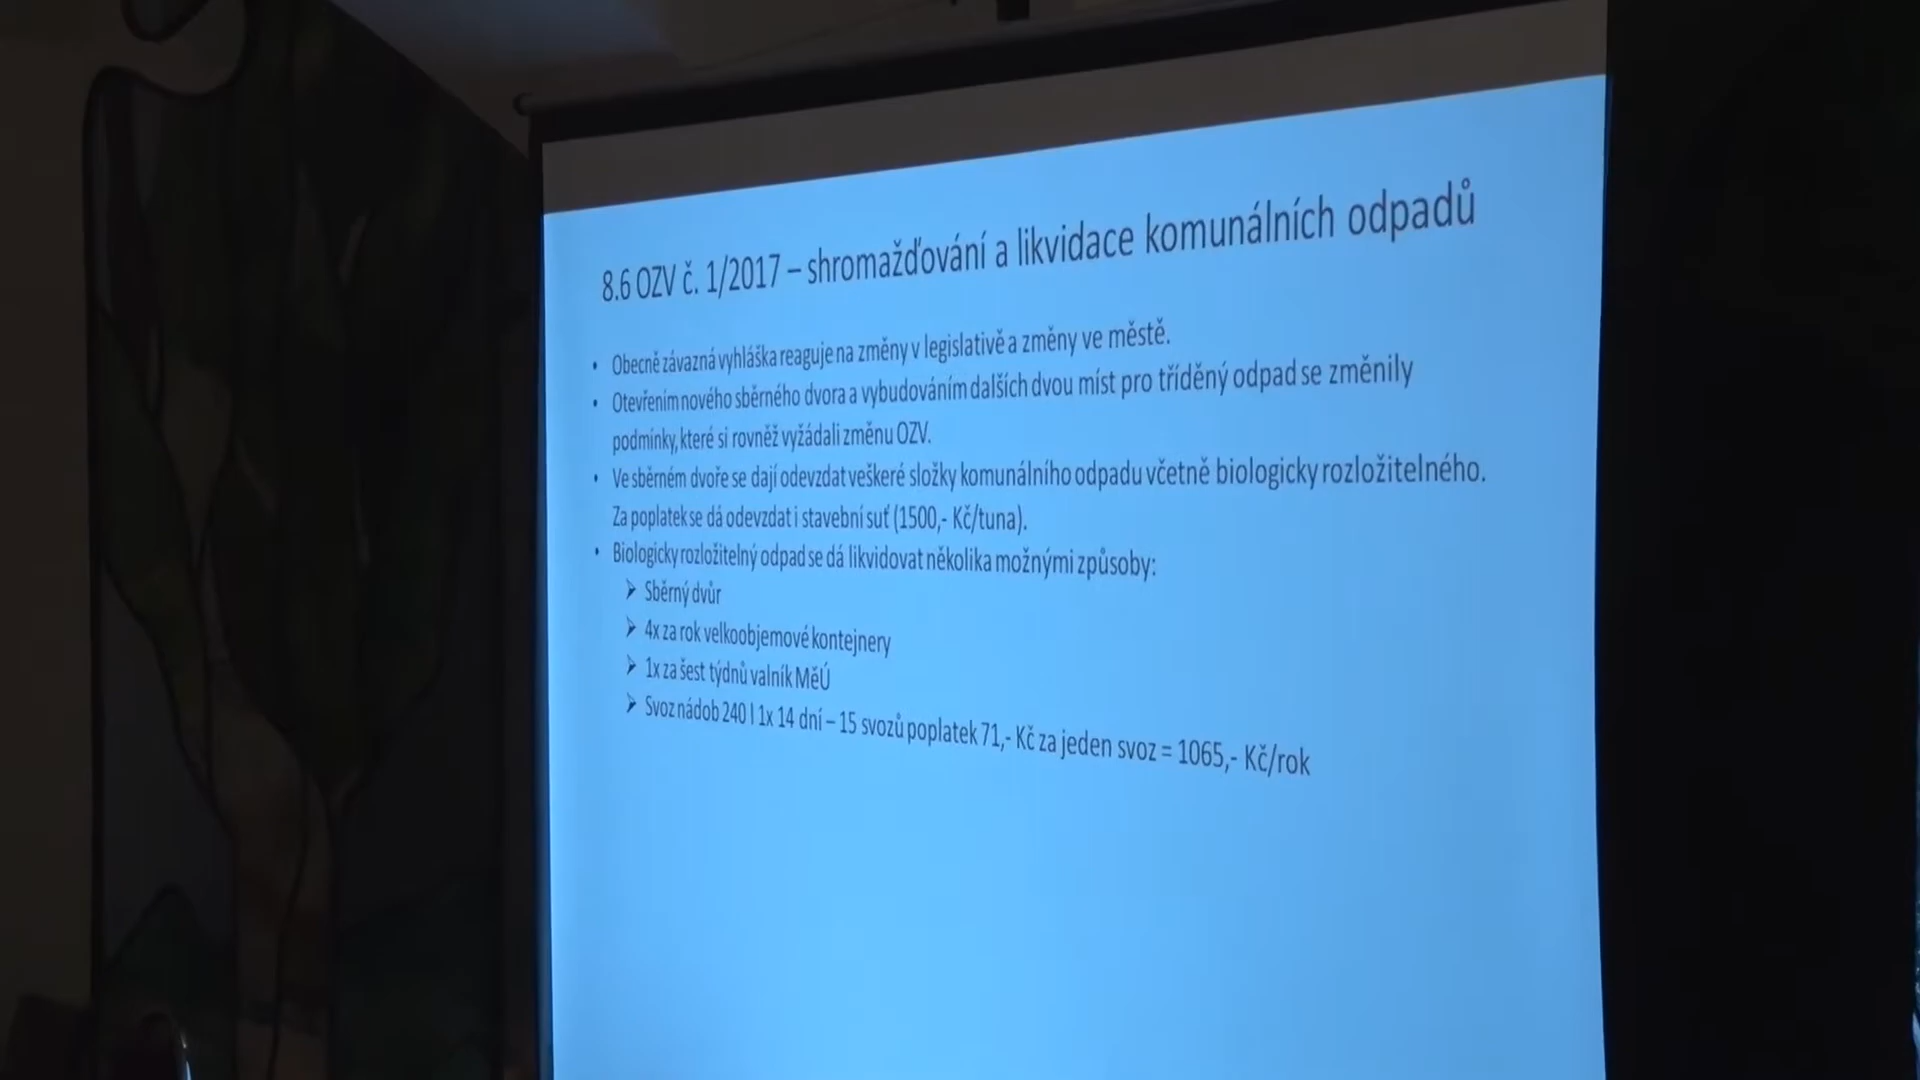 8.6 OZV č. 1/2017 – shromažďování a likvidace komunálních odpadů
• Obecně závazná vyhláška reaguje na změny v legislativě a změny ve městě.
• Otevřením nového sběrného dvora a vybudováním dalších dvou míst pro tříděný odpad se změnily
podmínky, které si rovněž vyžádali změnu OZV.
• Ve sběrném dvoře se dají odevzdat veškeré složky komunálního odpadu včetně biologicky rozložitelného.
Za poplatek se dá odevzdat i stavební suť (1500,- Kč/tuna).
• Biologicky rozložitelný odpad se dá likvidovat několika možnými způsoby:
➢ Sběrný dvůr
➢ 4x za rok velkoobjemové kontejnery
➢ 1x za šest týdnů valník MěÚ
➢ Svoz nádob 240 l 1x 14 dní – 15 svozů poplatek 71,- Kč za jeden svoz = 1065,- Kč/rok